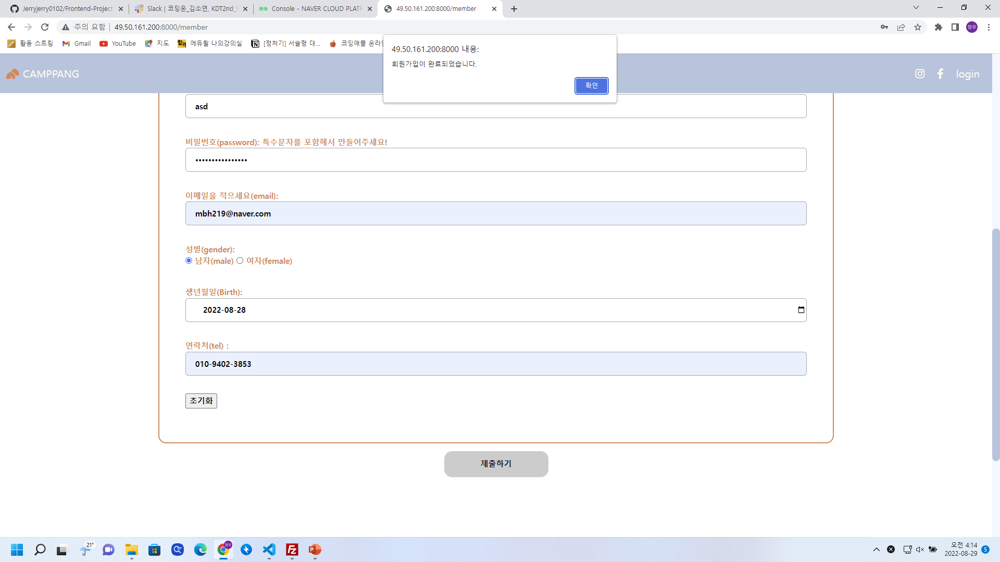 Jerryjerry0102/Frontend-Project
Slack | 코딩온_김소연, KDT2nd_
Console - NAVER CLOUD PLATF
49.50.161.200:8000/member
주의 요함
49.50.161.200:8000/member
정우
활동 스트림
Gmail
YouTube
지도
합격
에듀윌 나의강의실
[정처기] 서술형 대...
코딩애플 온라인
49.50.161.200:8000 내용:
회원가입이 완료되었습니다.
확인
CAMPPANG
login
asd
비밀번호(password): 특수문자를 포함해서 만들어주세요!
••••••••••••••••
이메일을 적으세요(email):
mbh219@naver.com
성별(gender):
남자(male) 여자(female)
생년월일(Birth):
2022-08-28
연락처(tel) :
010-9402-3853
초기화
제출하기
21°
정우
오전 4:14
2022-08-29
5